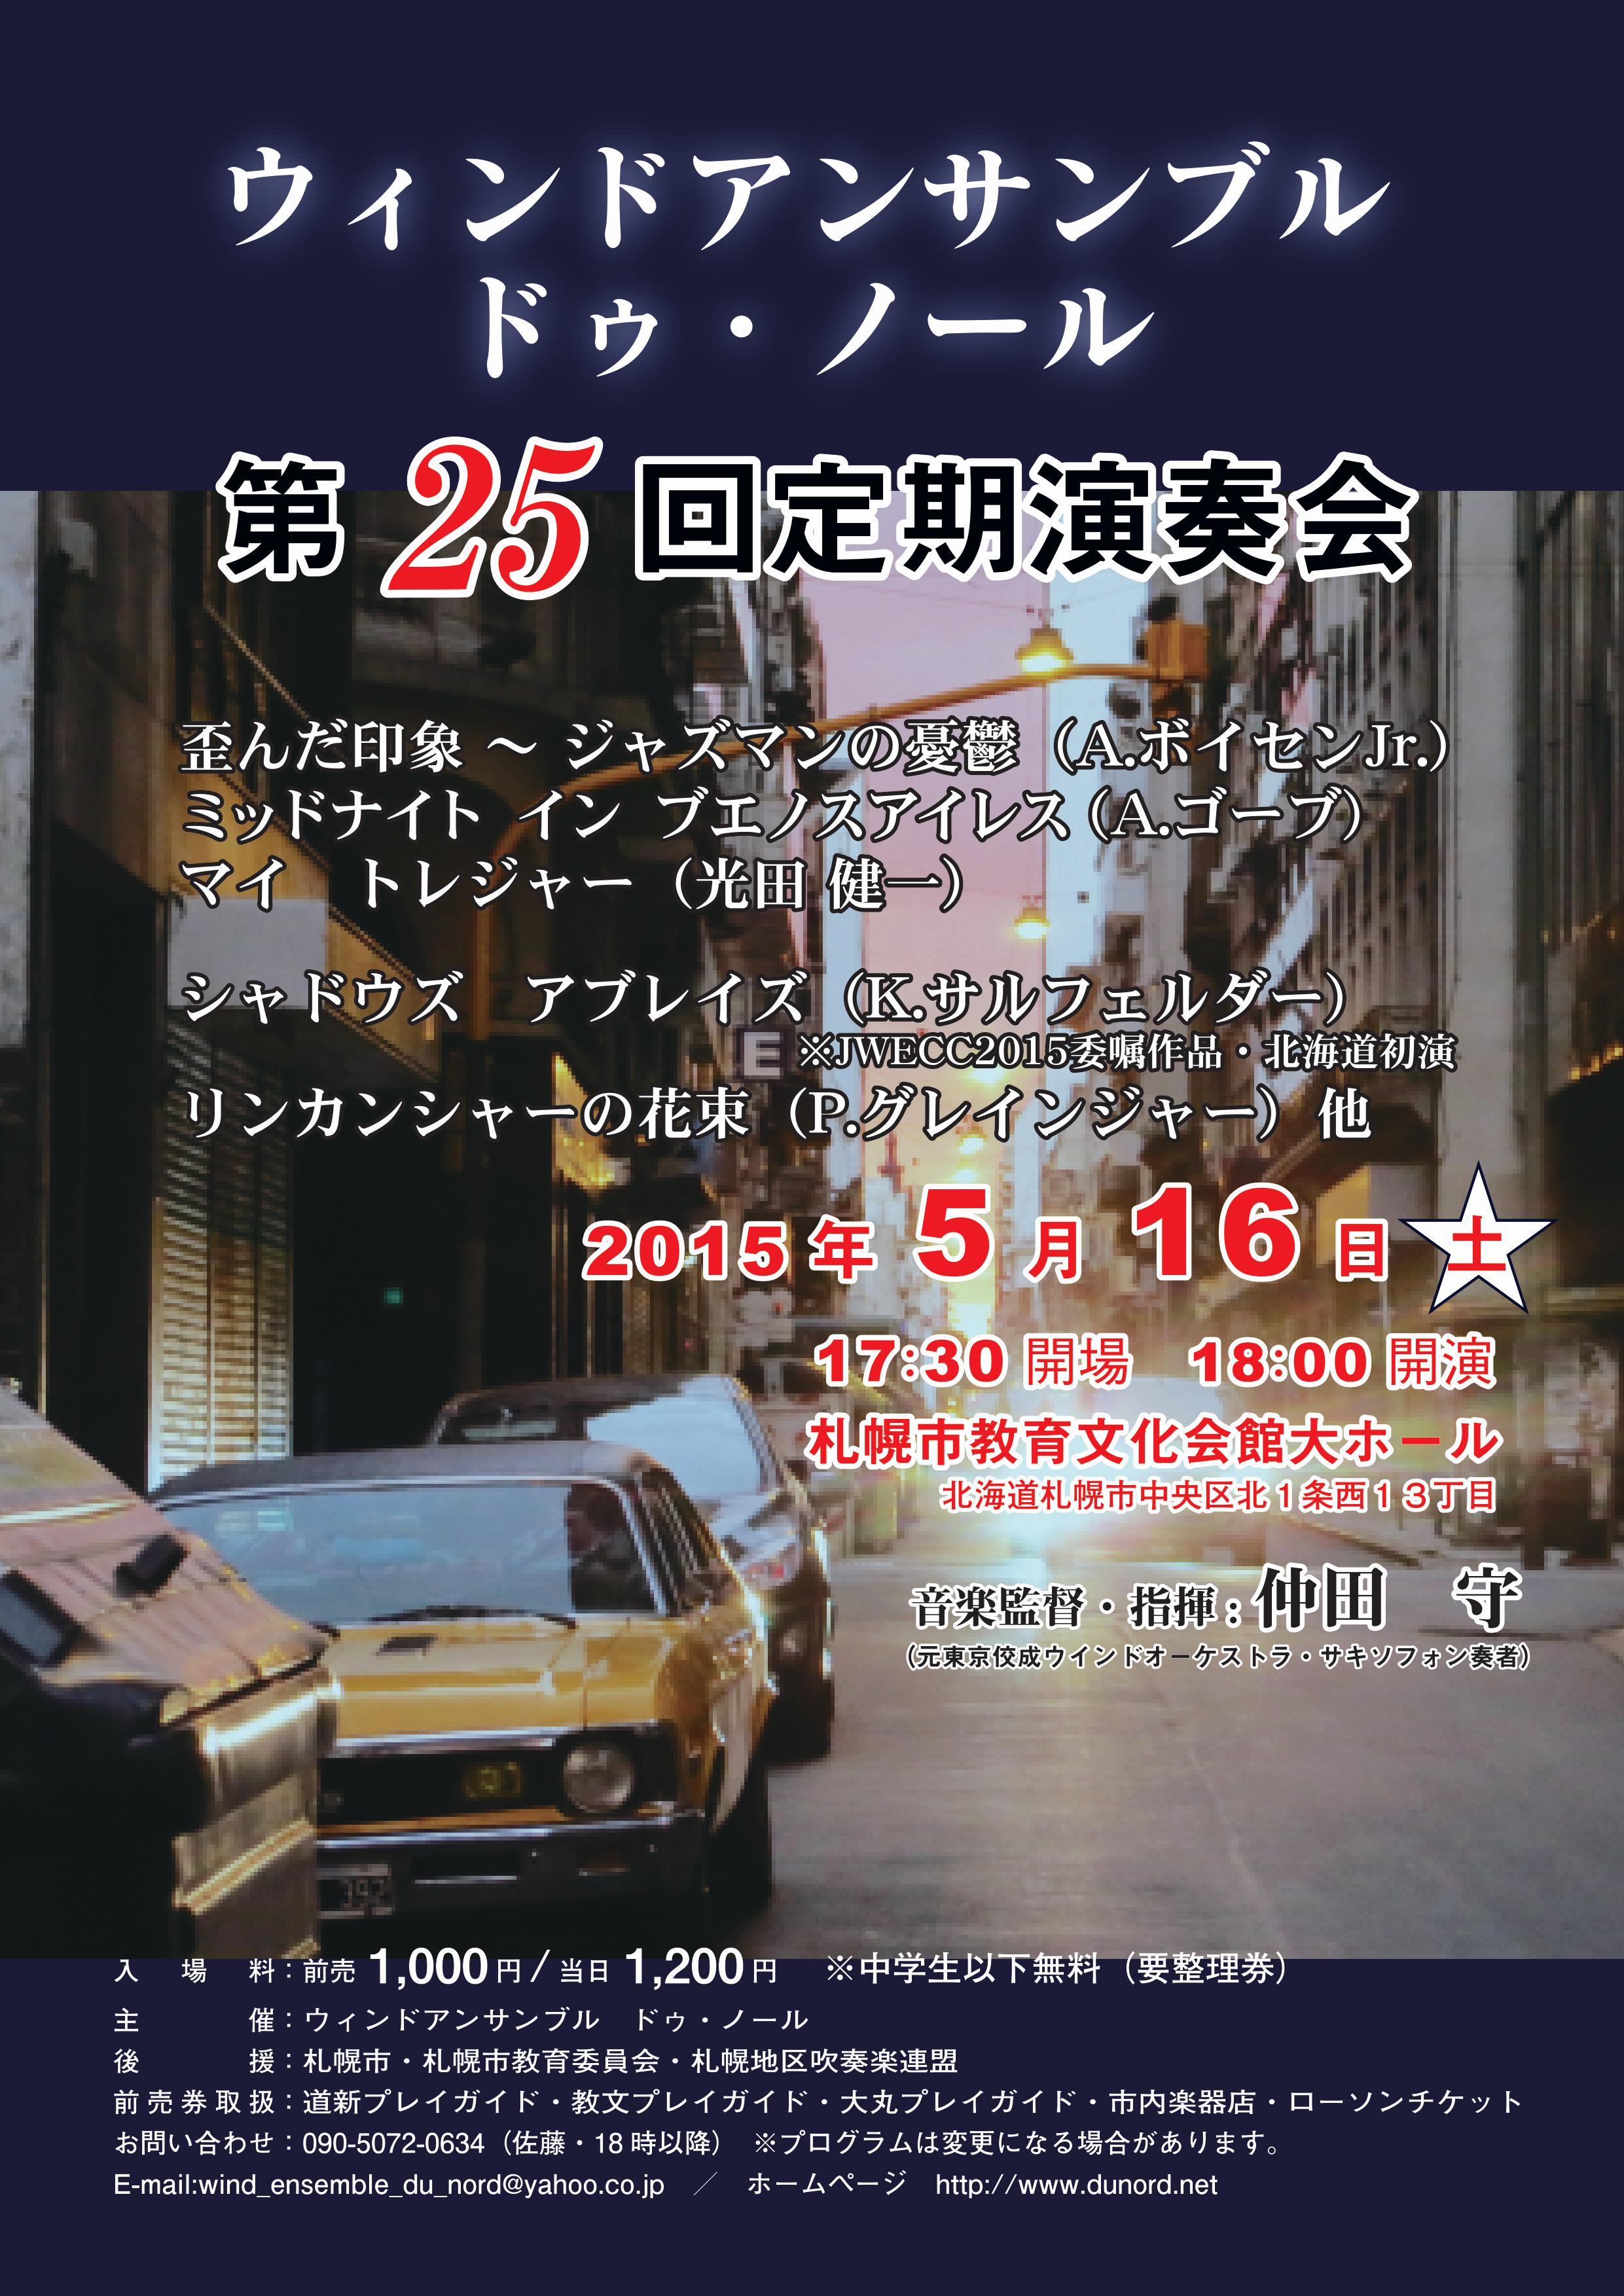 ウィンドアンサンブル
ドゥ・ノール
第25回定期演奏会
歪んだ印象 ～ ジャズマンの憂鬱（A.ボイセンJr.）
ミッドナイト イン ブエノスアイレス（A.ゴーブ）
マイ　トレジャー（光田 健一）
シャドウズ　アブレイズ（K.サルフェルダー）
E
※JWECC2015委嘱作品・北海道初演
リンカンシャーの花束（P.グレインジャー）他
2015年 5月 16日 土
17:30 開場　18:00 開演
札幌市教育文化会館大ホール
北海道札幌市中央区北１条西１３丁目
音楽監督・指揮：仲田　守
（元東京佼成ウインドオーケストラ・サキソフォン奏者）
392
入場料：前売 1,000円 / 当日 1,200円　※中学生以下無料（要整理券）
主催：ウィンドアンサンブル　ドゥ・ノール
後援：札幌市・札幌市教育委員会・札幌地区吹奏楽連盟
前売券取扱：道新プレイガイド・教文プレイガイド・大丸プレイガイド・市内楽器店・ローソンチケット
お問い合わせ：090-5072-0634（佐藤・18時以降）　※プログラムは変更になる場合があります。
E-mail:wind_ensemble_du_nord@yahoo.co.jp　／　ホームページ　http://www.dunord.net